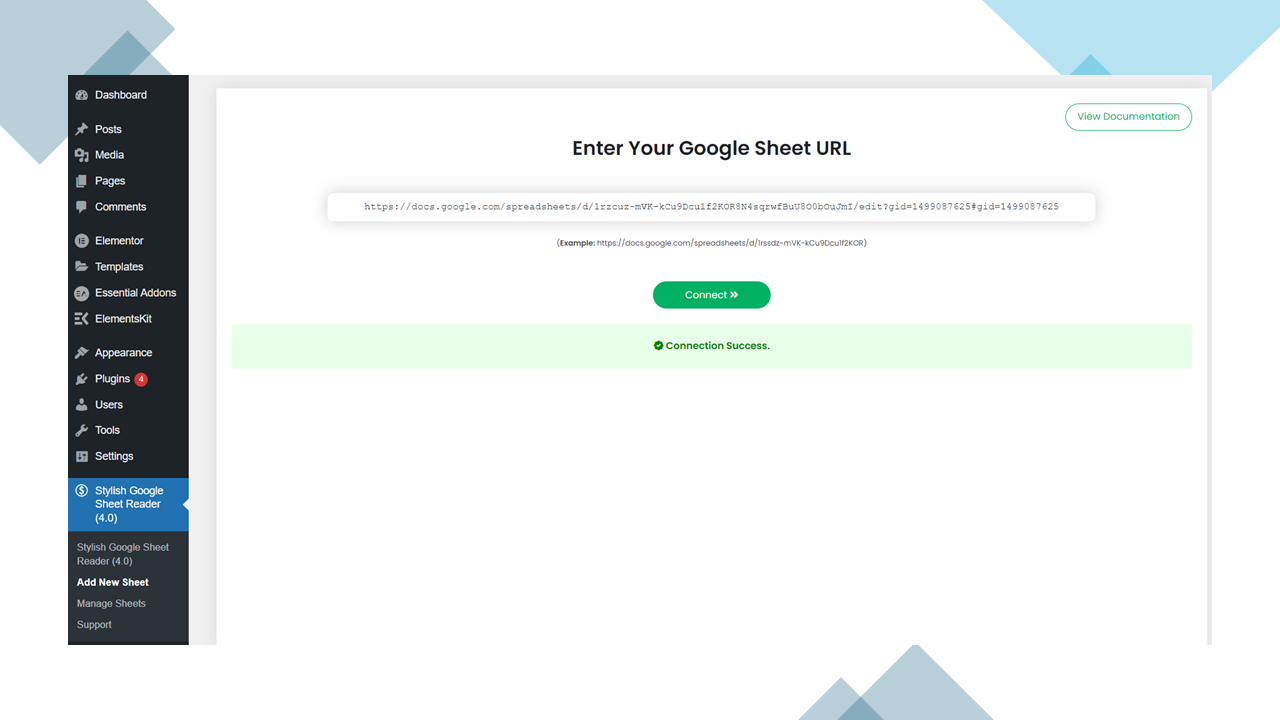 Dashboard
Posts
Media
Pages
Comments
Elementor
Templates
Essential Addons
ElementsKit
Appearance
Plugins 4
Users
Tools
Settings
Stylish Google
Sheet Reader
(4.0)
Stylish Google Sheet
Reader (4.0)
Add New Sheet
Manage Sheets
Support
View Documentation
Enter Your Google Sheet URL
https://docs.google.com/spreadsheets/d/1rzcuz-mVK-kCu9Dcu1f2KOR8N4sqrwfBuU8O0bOuJmI/edit?gid=1499087625#gid=1499087625
(Example: https://docs.google.com/spreadsheets/d/1rssdz-mVK-kCu9Dcu1f2KOR)
Connect »
Connection Success.